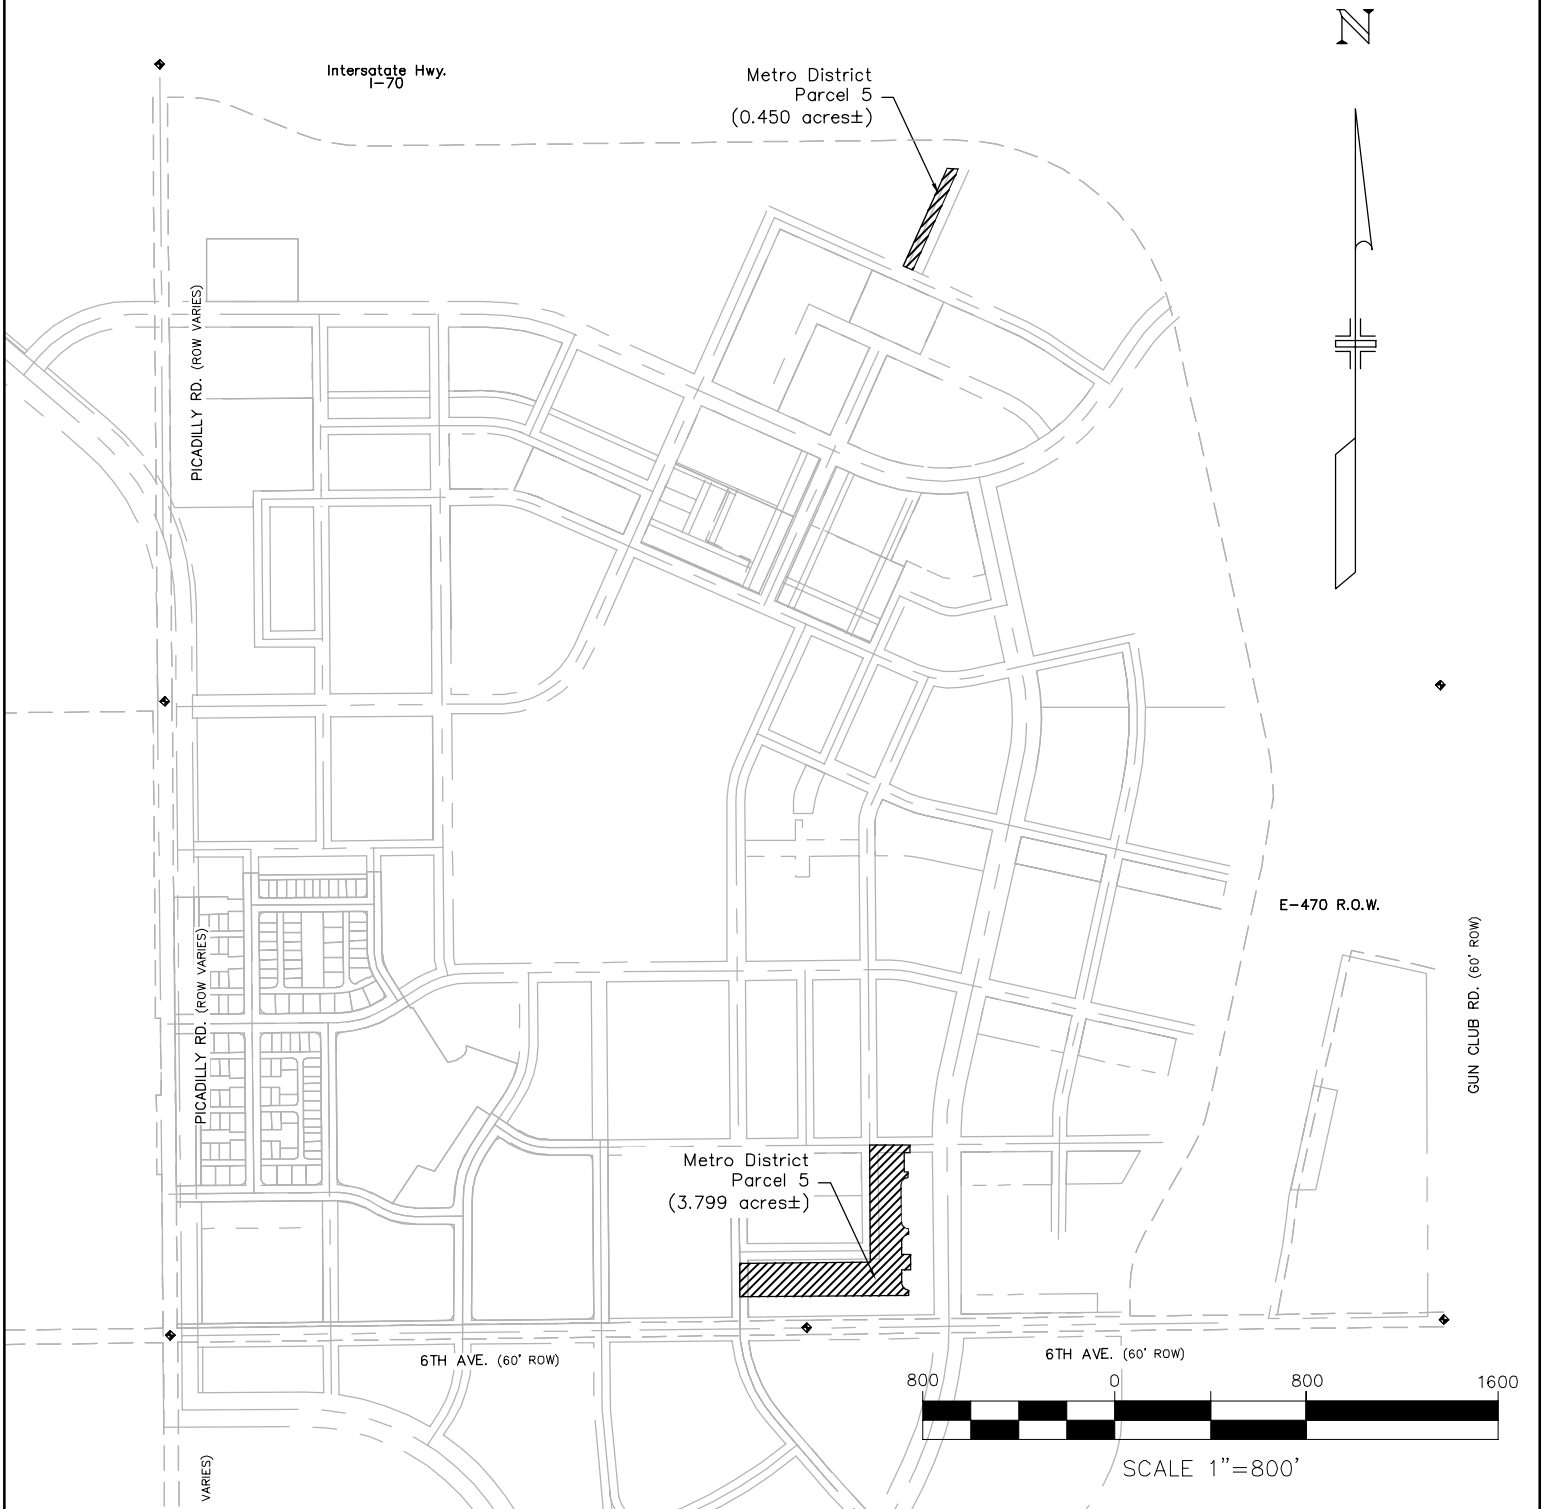 N
Intersatate Hwy.
I-70
Metro District
Parcel 5
(0.450 acres±)
PICADILLY RD. (ROW VARIES)
E-470 R.O.W.
GUN CLUB RD. (60' ROW)
PICADILLY RD. (ROW VARIES)
Metro District
Parcel 5
(3.799 acres±)
6TH AVE. (60' ROW)
6TH AVE. (60' ROW)
800 0 800 1600
SCALE 1"=800'
VARIES)